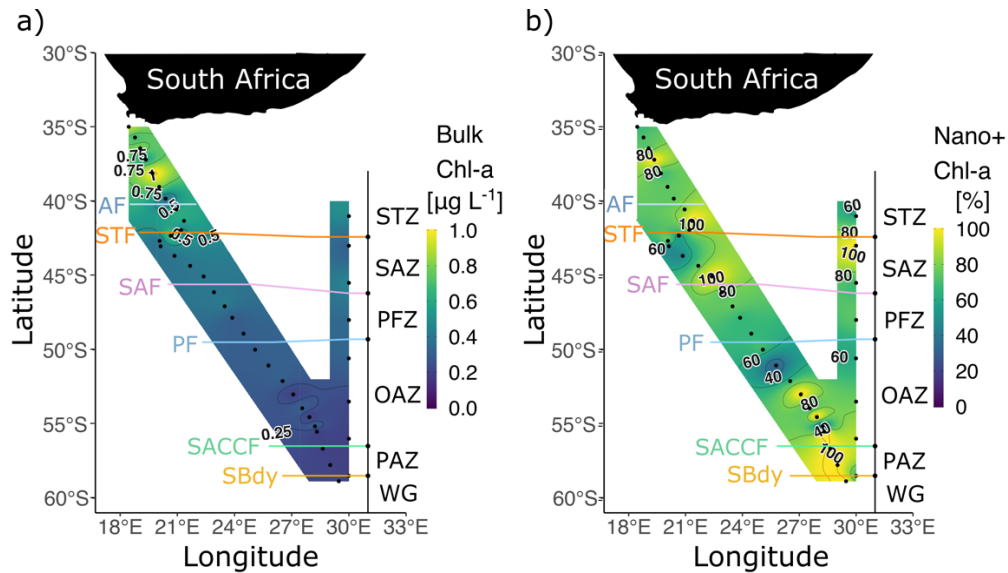 a)
30°S
35°S
40°S
45°S
50°S
55°S
60°S
Latitude
South Africa
0.75
0.75
0.75
0.5
0.5
0.5
0.25
AF
STF
SAF
PF
SACCF
SBdy
STZ
SAZ
PFZ
OAZ
PAZ
WG
18°E 21°E 24°E 27°E 30°E 33°E
Longitude
Bulk
Chl-a
[µg L⁻¹]
1.0
0.8
0.6
0.4
0.2
0.0
b)
30°S
35°S
40°S
45°S
50°S
55°S
60°S
Latitude
South Africa
80
80
100
60
100
80
60
40
80
40
100
60
80
100
80
60
AF
STF
SAF
PF
SACCF
SBdy
STZ
SAZ
PFZ
OAZ
PAZ
WG
18°E 21°E 24°E 27°E 30°E 33°E
Longitude
Nano+
Chl-a
[%]
100
80
60
40
20
0